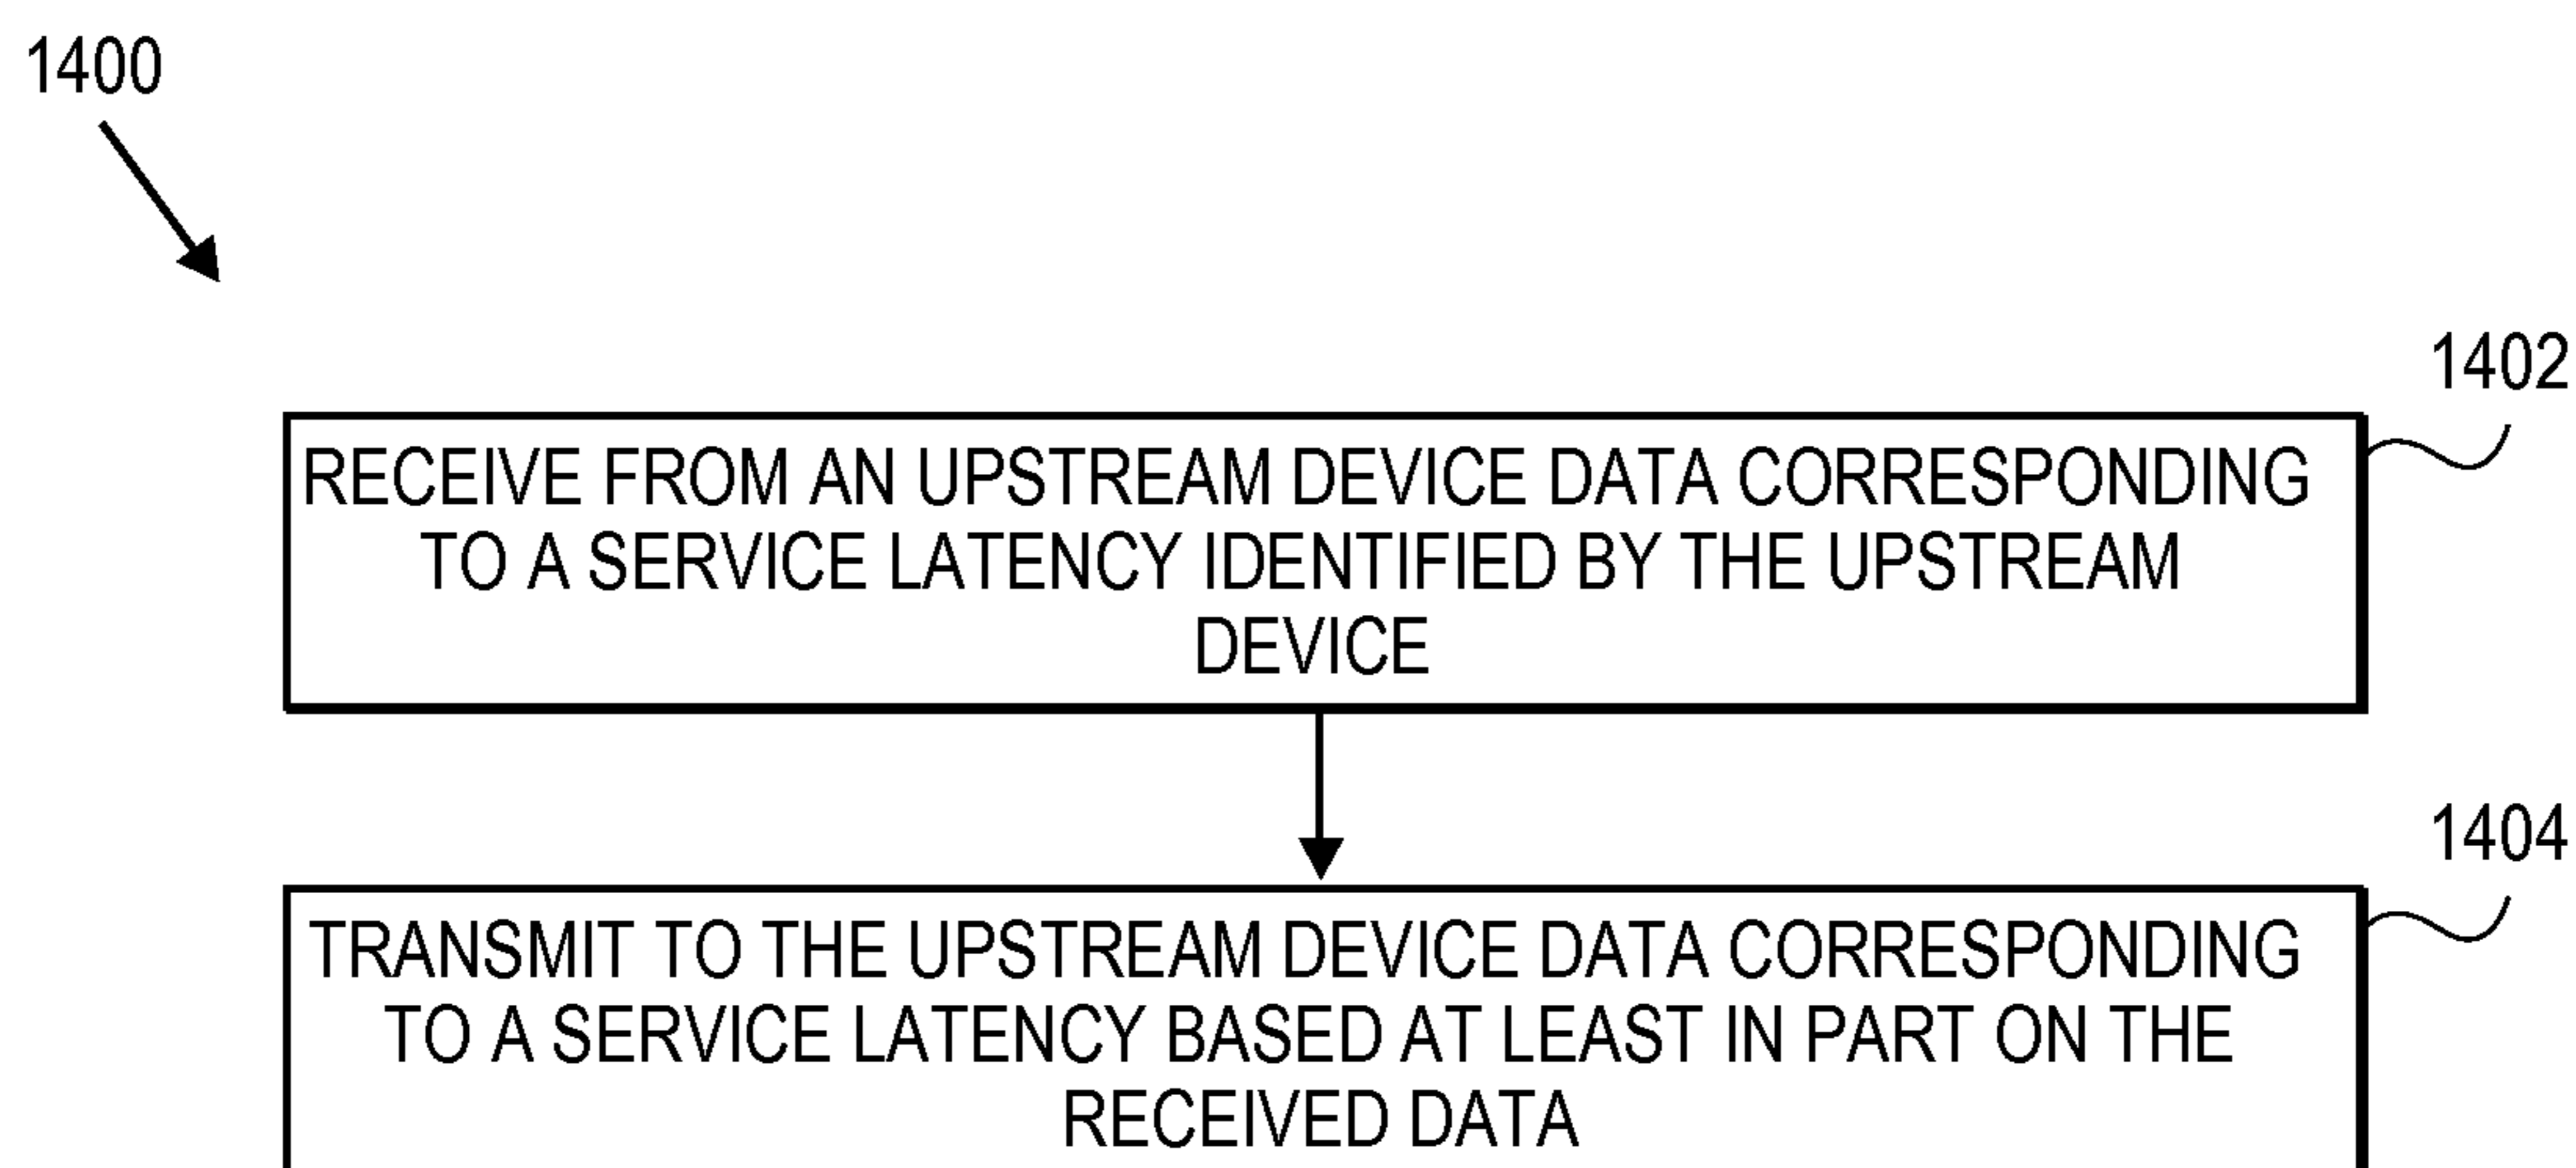 1400
1402
RECEIVE FROM AN UPSTREAM DEVICE DATA CORRESPONDING
TO A SERVICE LATENCY IDENTIFIED BY THE UPSTREAM
DEVICE
1404
TRANSMIT TO THE UPSTREAM DEVICE DATA CORRESPONDING
TO A SERVICE LATENCY BASED AT LEAST IN PART ON THE
RECEIVED DATA